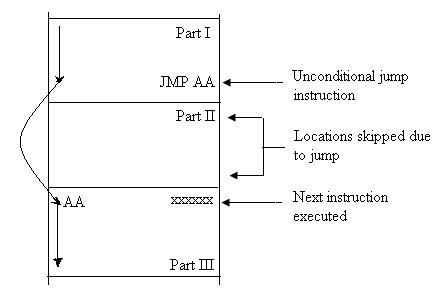 Part I
JMP AA
Unconditional jump
instruction
Part II
Locations skipped due
to jump
AA
xxxxxx
Next instruction
executed
Part III